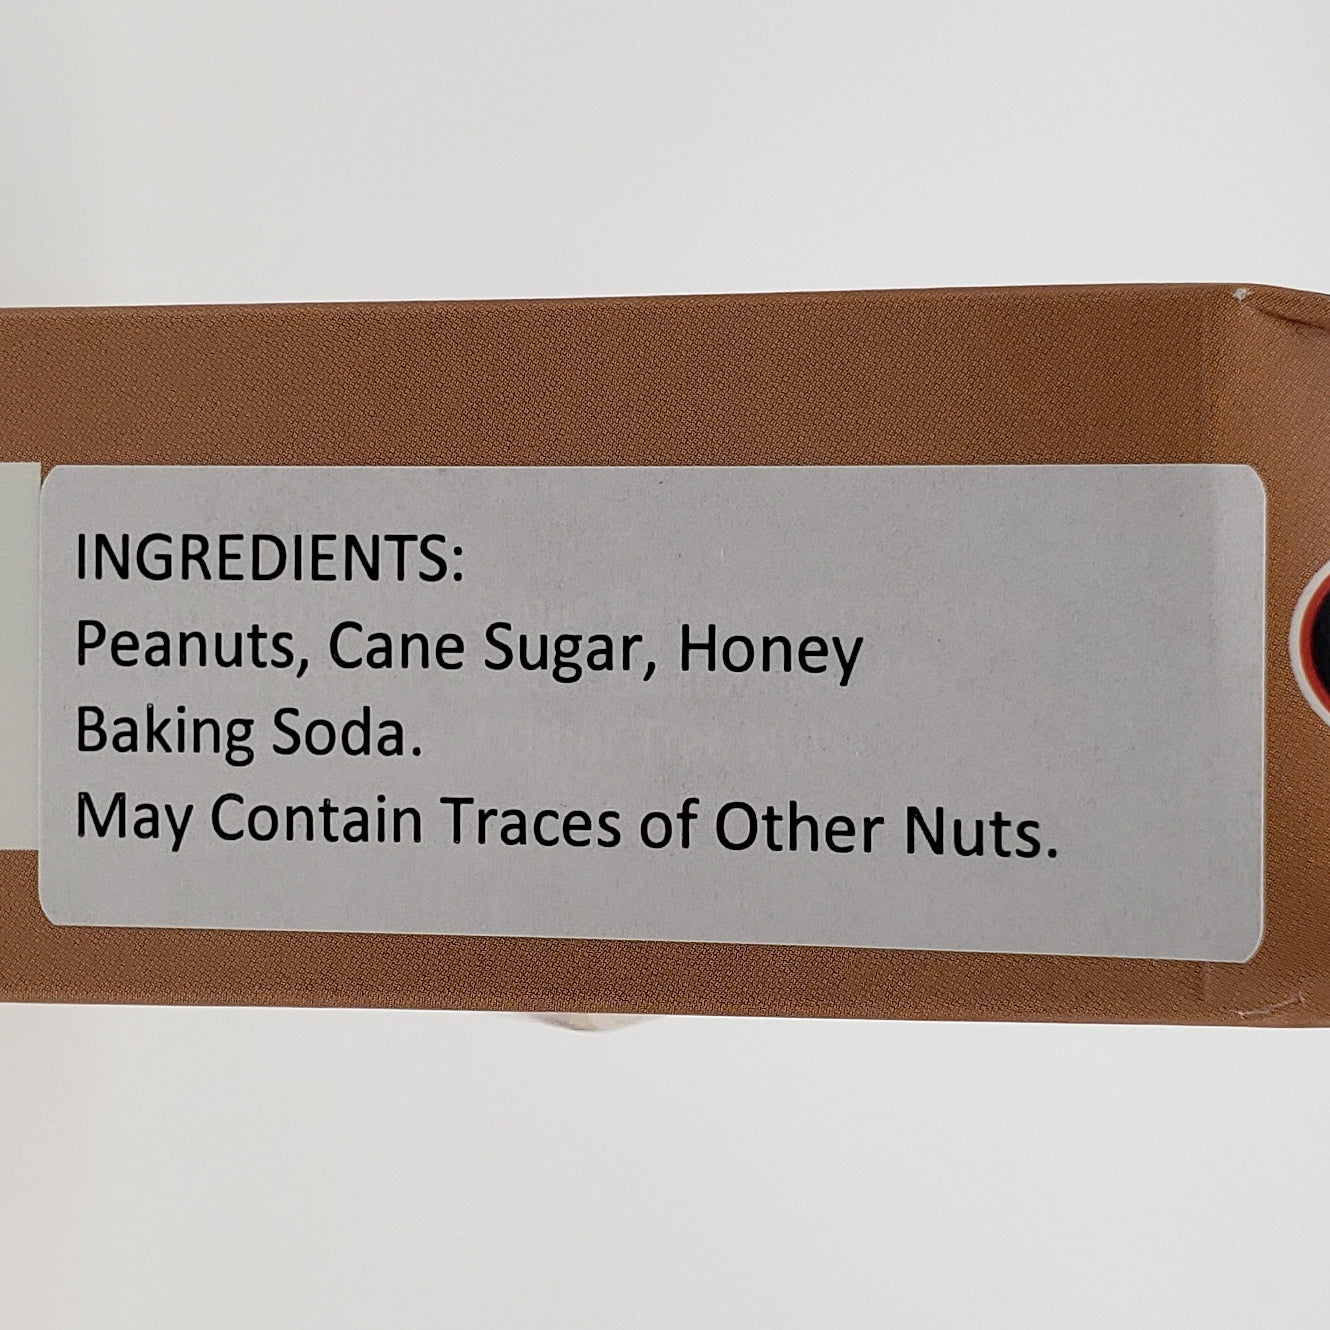 INGREDIENTS:
Peanuts, Cane Sugar, Honey
Baking Soda.
May Contain Traces of Other Nuts.